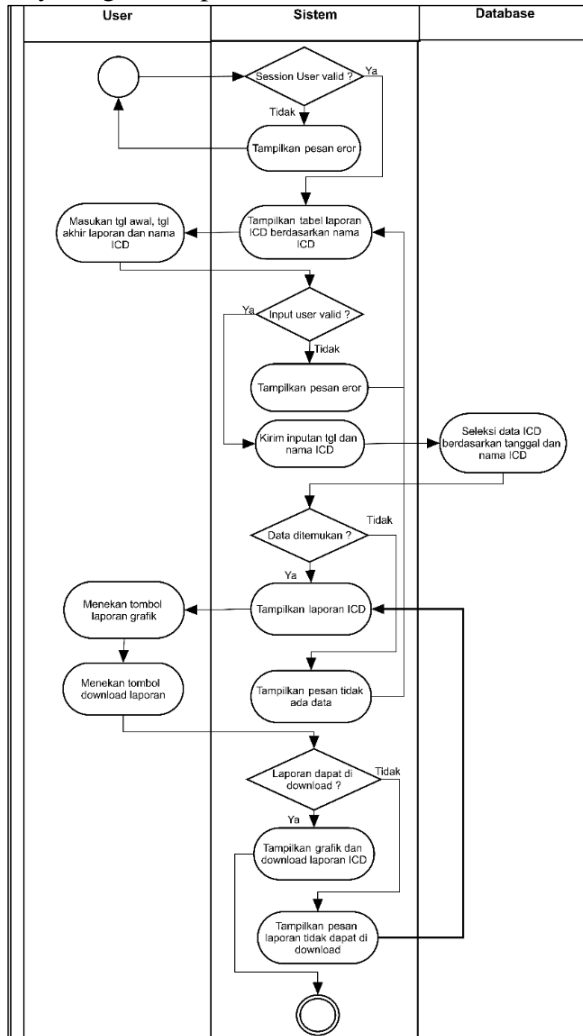 User
Sistem
Database
Session User valid ?
Ya
Tidak
Tampilkan pesan eror
Masukan tgl awal, tgl
akhir laporan dan nama
ICD
Tampilkan tabel laporan
ICD berdasarkan nama
ICD
Input user valid ?
Ya
Tidak
Tampilkan pesan eror
Kirim inputan tgl dan
nama ICD
Seleksi data ICD
berdasarkan tanggal dan
nama ICD
Data ditemukan ?
Tidak
Ya
Menekan tombol
laporan grafik
Tampilkan laporan ICD
Menekan tombol
download laporan
Tampilkan pesan tidak
ada data
Laporan dapat di
download ?
Tidak
Ya
Tampilkan grafik dan
download laporan ICD
Tampilkan pesan
laporan tidak dapat di
download